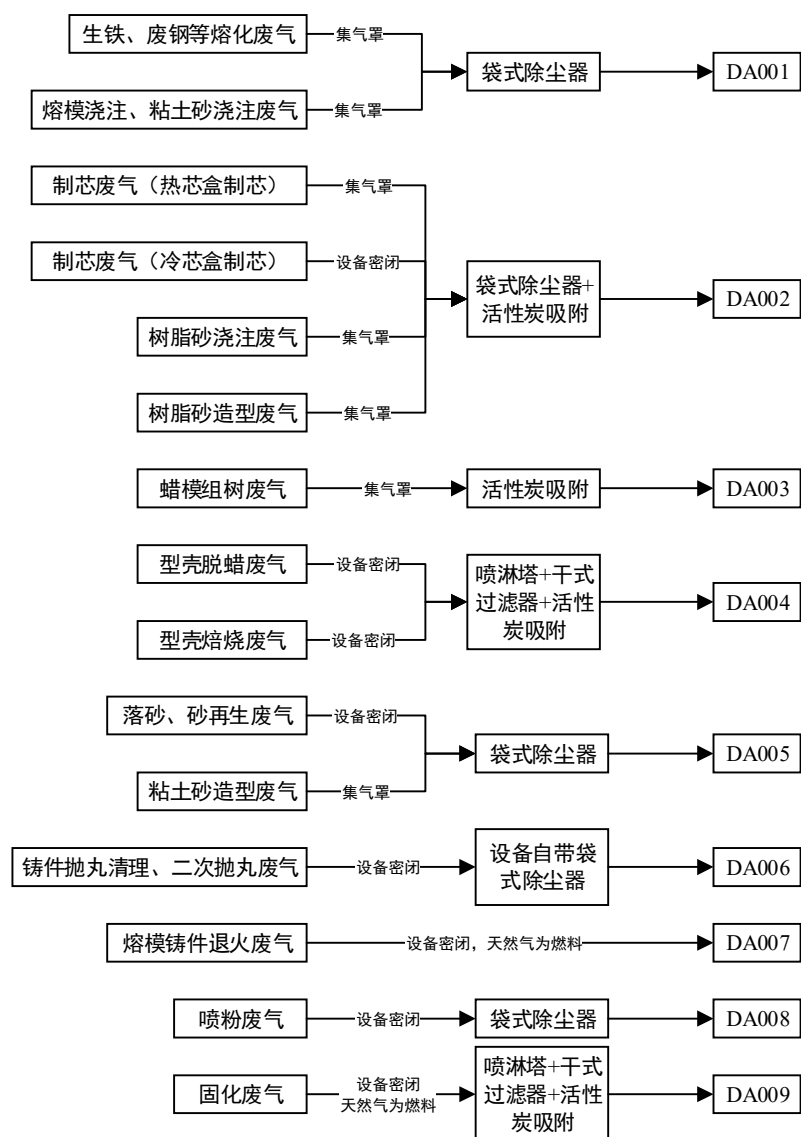 生铁、废钢等熔化废气
集气罩
熔模浇注、粘土砂浇注废气
集气罩
袋式除尘器
DA001
制芯废气（热芯盒制芯）
集气罩
制芯废气（冷芯盒制芯）
设备密闭
树脂砂浇注废气
集气罩
树脂砂造型废气
集气罩
袋式除尘器+
活性炭吸附
DA002
蜡模组树废气
集气罩
活性炭吸附
DA003
型壳脱蜡废气
设备密闭
型壳焙烧废气
设备密闭
喷淋塔+干式
过滤器+活性
炭吸附
DA004
落砂、砂再生废气
设备密闭
粘土砂造型废气
集气罩
袋式除尘器
DA005
铸件抛丸清理、二次抛丸废气
设备密闭
设备自带袋
式除尘器
DA006
熔模铸件退火废气
设备密闭，天然气为燃料
DA007
喷粉废气
设备密闭
袋式除尘器
DA008
固化废气
设备密闭
天然气为燃料
喷淋塔+干式
过滤器+活性
炭吸附
DA009